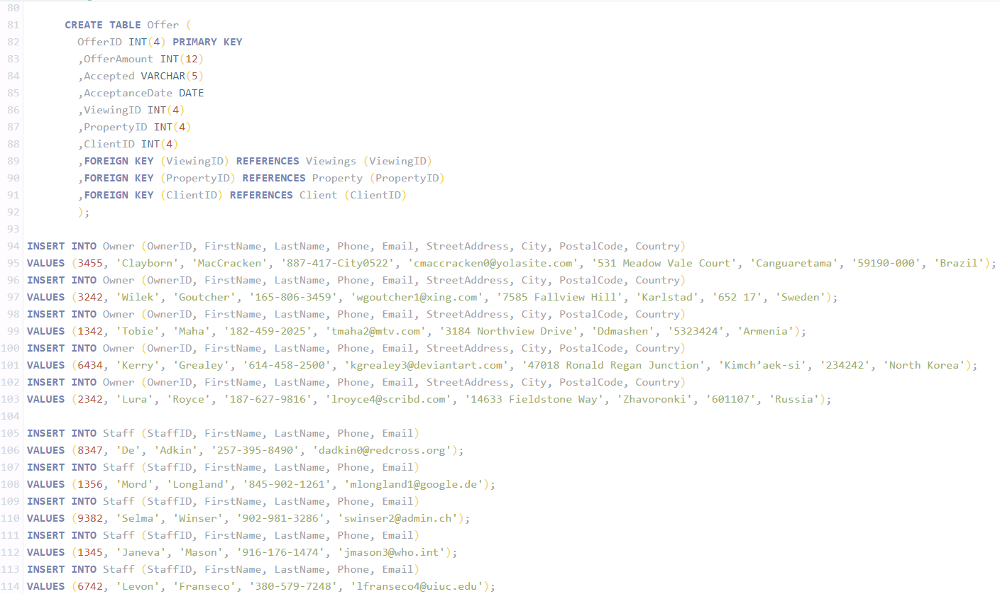 80
81 CREATE TABLE Offer (
82 OfferID INT(4) PRIMARY KEY
83 ,OfferAmount INT(12)
84 ,Accepted VARCHAR(5)
85 ,AcceptanceDate DATE
86 ,ViewingID INT(4)
87 ,PropertyID INT(4)
88 ,ClientID INT(4)
89 ,FOREIGN KEY (ViewingID) REFERENCES Viewings (ViewingID)
90 ,FOREIGN KEY (PropertyID) REFERENCES Property (PropertyID)
91 ,FOREIGN KEY (ClientID) REFERENCES Client (ClientID)
92 );
93
94 INSERT INTO Owner (OwnerID, FirstName, LastName, Phone, Email, StreetAddress, City, PostalCode, Country)
95 VALUES (3455, 'Clayborn', 'MacCracken', '887-417-City0522', 'cmaccracken0@yolasite.com', '531 Meadow Vale Court', 'Canguaretama', '59190-000', 'Brazil');
96 INSERT INTO Owner (OwnerID, FirstName, LastName, Phone, Email, StreetAddress, City, PostalCode, Country)
97 VALUES (3242, 'Wilek', 'Goutcher', '165-806-3459', 'wgoutcher1@xing.com', '7585 Fallview Hill', 'Karlstad', '652 17', 'Sweden');
98 INSERT INTO Owner (OwnerID, FirstName, LastName, Phone, Email, StreetAddress, City, PostalCode, Country)
99 VALUES (1342, 'Tobie', 'Maha', '182-459-2025', 'tmaha2@mtv.com', '3184 Northview Drive', 'Ddmashen', '5323424', 'Armenia');
100 INSERT INTO Owner (OwnerID, FirstName, LastName, Phone, Email, StreetAddress, City, PostalCode, Country)
101 VALUES (6434, 'Kerry', 'Grealey', '614-458-2500', 'kgrealey3@deviantart.com', '47018 Ronald Regan Junction', 'Kimch’aek-si', '234242', 'North Korea');
102 INSERT INTO Owner (OwnerID, FirstName, LastName, Phone, Email, StreetAddress, City, PostalCode, Country)
103 VALUES (2342, 'Lura', 'Royce', '187-627-9816', 'lroyce4@scribd.com', '14633 Fieldstone Way', 'Zhavoronki', '601107', 'Russia');
104
105 INSERT INTO Staff (StaffID, FirstName, LastName, Phone, Email)
106 VALUES (8347, 'De', 'Adkin', '257-395-8490', 'dadkin0@redcross.org');
107 INSERT INTO Staff (StaffID, FirstName, LastName, Phone, Email)
108 VALUES (1356, 'Mord', 'Longland', '845-902-1261', 'mlongland1@google.de');
109 INSERT INTO Staff (StaffID, FirstName, LastName, Phone, Email)
110 VALUES (9382, 'Selma', 'Winser', '902-981-3286', 'swinser2@admin.ch');
111 INSERT INTO Staff (StaffID, FirstName, LastName, Phone, Email)
112 VALUES (1345, 'Janeva', 'Mason', '916-176-1474', 'jmason3@who.int');
113 INSERT INTO Staff (StaffID, FirstName, LastName, Phone, Email)
114 VALUES (6742, 'Levon', 'Franseco', '380-579-7248', 'lfranseco4@uiuc.edu');